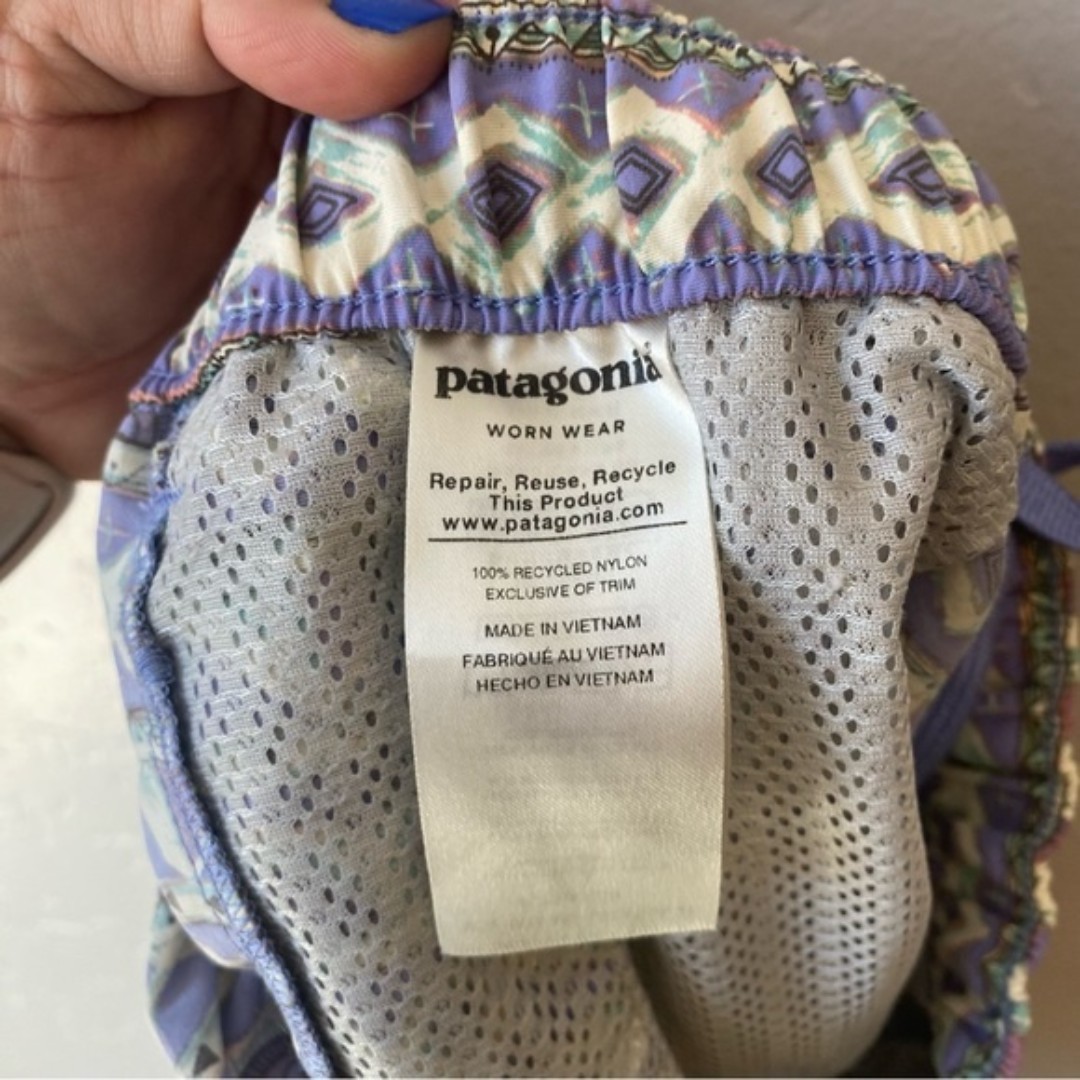 patagonia
WORN WEAR
Repair, Reuse, Recycle
This Product
www.patagonia.com
100% RECYCLED NYLON
EXCLUSIVE OF TRIM
MADE IN VIETNAM
FABRIQUÉ AU VIETNAM
HECHO EN VIETNAM